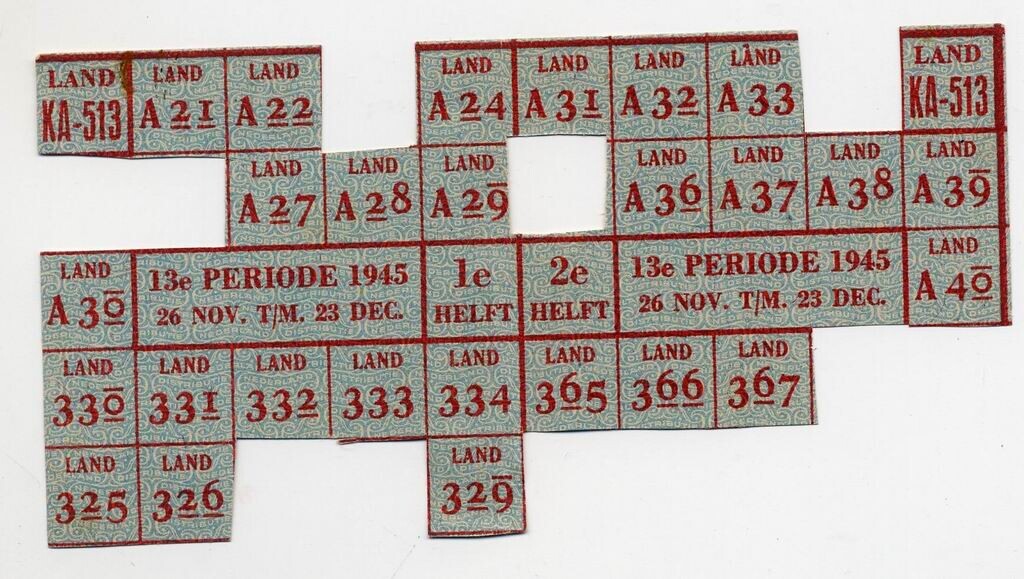 LAND LAND LAND LAND LAND LAND LAND LAND
KA-513 A 21 A 22 A 24 A 31 A 32 A 33 KA-513
LAND LAND LAND LAND LAND LAND LAND
A 27 A 28 A 29 A 36 A 37 A 38 A 39
LAND 13e PERIODE 1945 1e 2e 13e PERIODE 1945 LAND
A 30 26 NOV. T/M. 23 DEC. HELFT HELFT 26 NOV. T/M. 23 DEC. A 40
LAND LAND LAND LAND LAND LAND LAND LAND
330 331 332 333 334 365 366 367
LAND LAND LAND
325 326 329